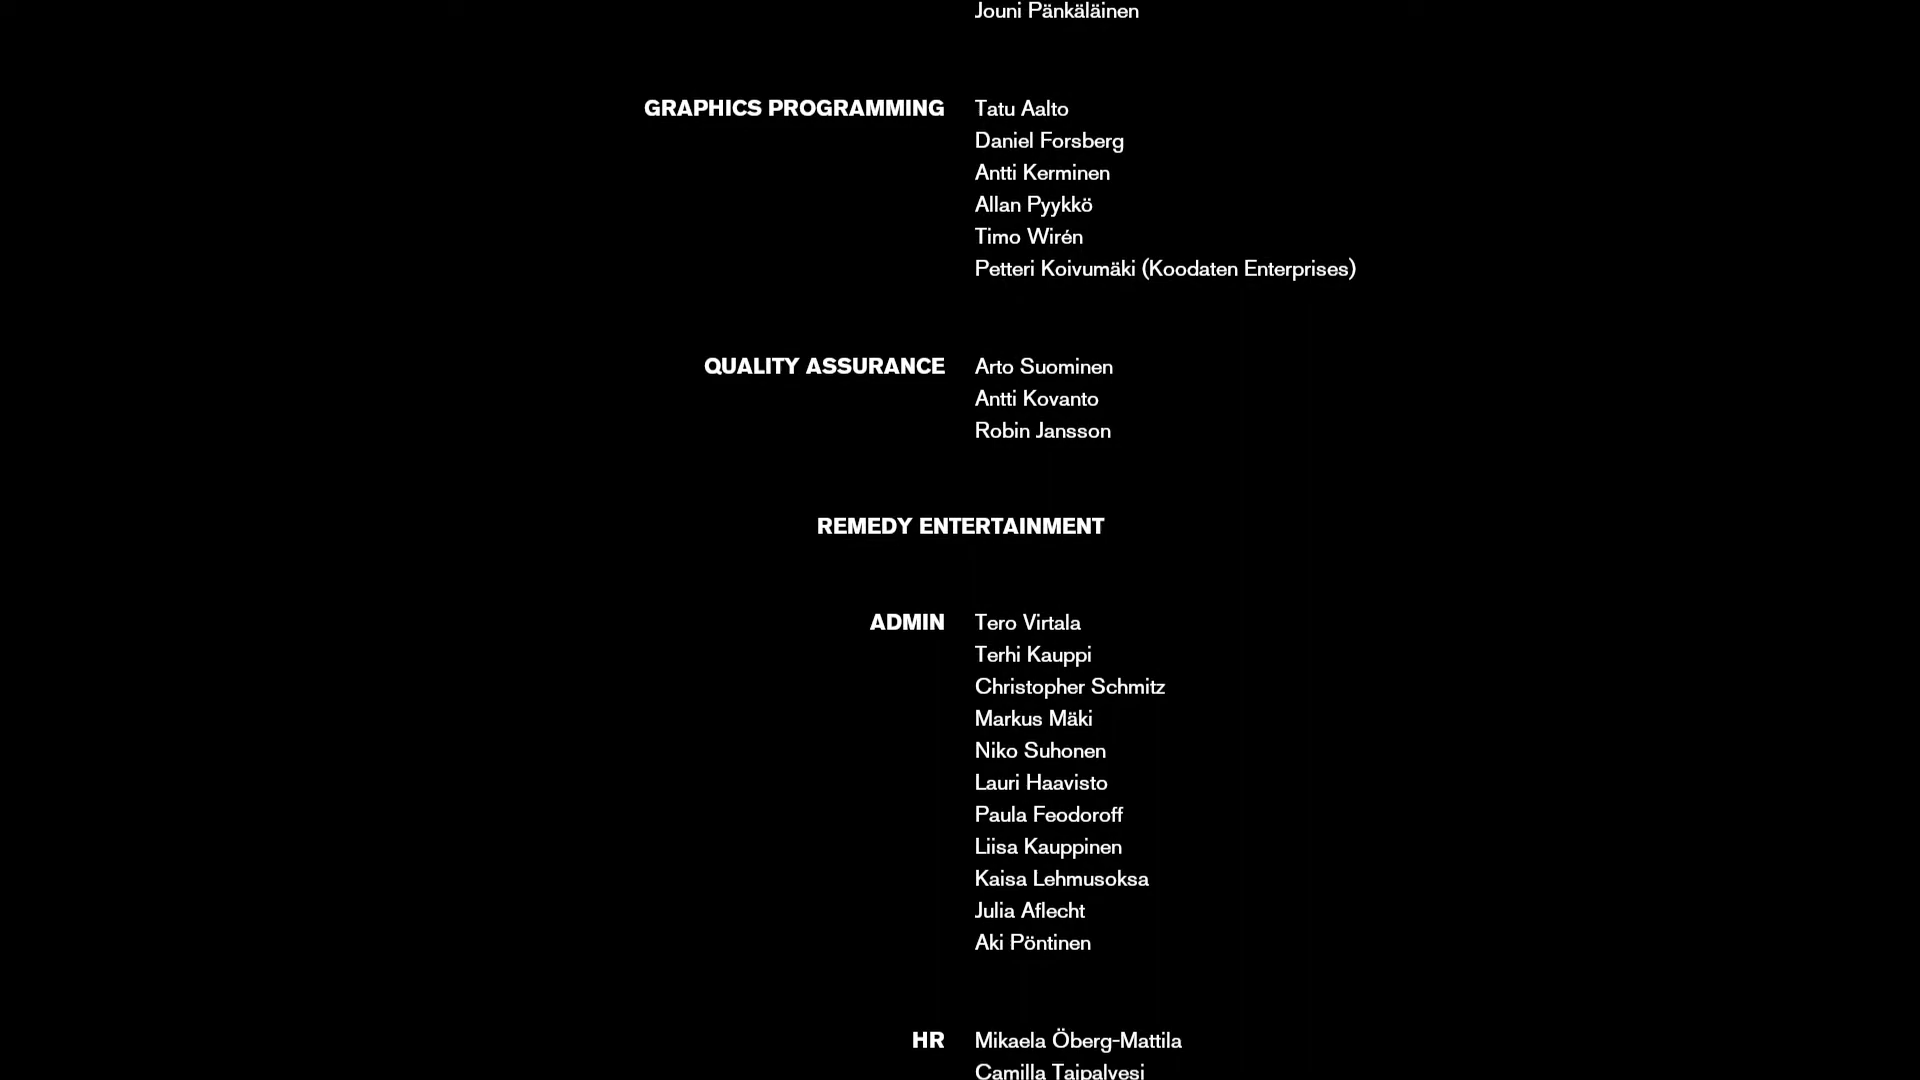 Jouni Pänkäläinen
GRAPHICS PROGRAMMING Tatu Aalto
Daniel Forsberg
Antti Kerminen
Allan Pyykkö
Timo Wirén
Petteri Koivumäki (Koodaten Enterprises)
QUALITY ASSURANCE Arto Suominen
Antti Kovanto
Robin Jansson
REMEDY ENTERTAINMENT
ADMIN Tero Virtala
Terhi Kauppi
Christopher Schmitz
Markus Mäki
Niko Suhonen
Lauri Haavisto
Paula Feodoroff
Liisa Kauppinen
Kaisa Lehmusoksa
Julia Aflecht
Aki Pöntinen
HR Mikaela Öberg-Mattila
Camilla Taipalvesi